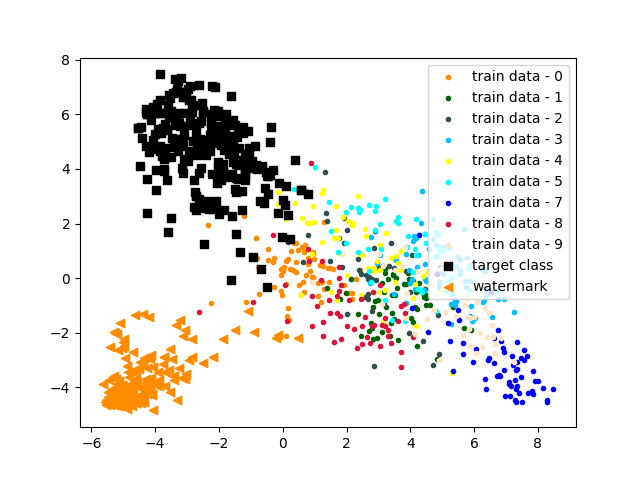 8
6
4
2
0
−2
−4
−6
−4
−2
0
2
4
6
8
train data - 0
train data - 1
train data - 2
train data - 3
train data - 4
train data - 5
train data - 7
train data - 8
train data - 9
target class
watermark